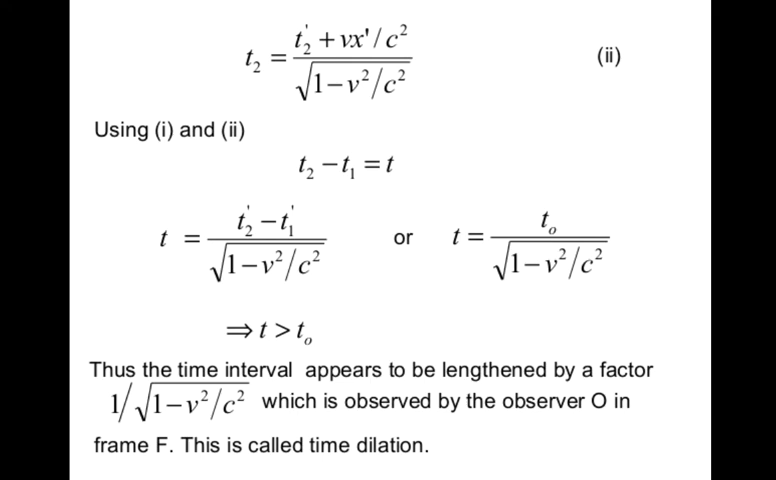 t₂ = (t₂' + vx'/c²) / √(1−v²/c²) (ii)
Using (i) and (ii)
t₂ − t₁ = t
t = (t₂' − t₁') / √(1−v²/c²) or t = tₒ / √(1−v²/c²)
⇒ t > tₒ
Thus the time interval appears to be lengthened by a factor
1/√(1−v²/c²) which is observed by the observer O in
frame F. This is called time dilation.